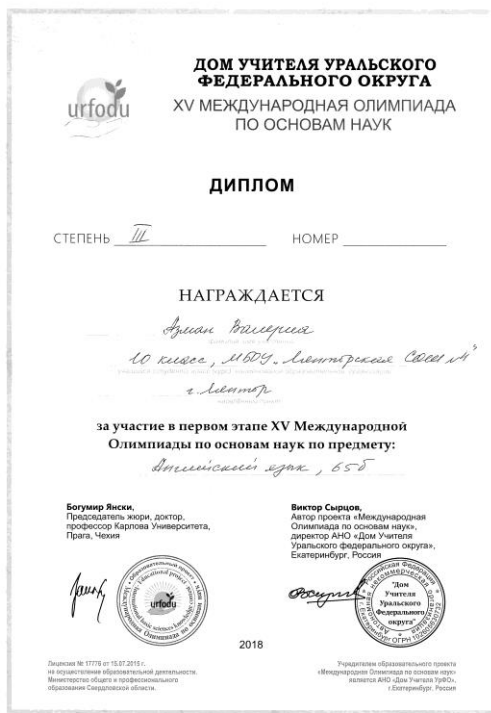 urfodu
ДОМ УЧИТЕЛЯ УРАЛЬСКОГО
ФЕДЕРАЛЬНОГО ОКРУГА
XV МЕЖДУНАРОДНАЯ ОЛИМПИАДА
ПО ОСНОВАМ НАУК
ДИПЛОМ
СТЕПЕНЬ III НОМЕР
НАГРАЖДАЕТСЯ
Азман Валерия
10 класс, МБОУ "Лянторская СОШ №4"
г. Лянтор
за участие в первом этапе XV Международной
Олимпиады по основам наук по предмету:
Английский язык, 65б
Богумир Янски,
Председатель жюри, доктор,
профессор Карлова Университета,
Прага, Чехия
Виктор Сырцов,
Автор проекта «Международная
Олимпиада по основам наук»,
директор АНО «Дом Учителя
Уральского федерального округа»,
Екатеринбург, Россия
urfodu
"Дом
Учителя
Уральского
Федерального
округа"
2018
Лицензия № 17776 от 15.07.2015 г.
на осуществление образовательной деятельности.
Министерство общего и профессионального
образования Свердловской области.
Учредителем образовательного проекта
«Международная Олимпиада по основам наук»
является АНО «Дом Учителя УрФО»,
г.Екатеринбург, Россия.